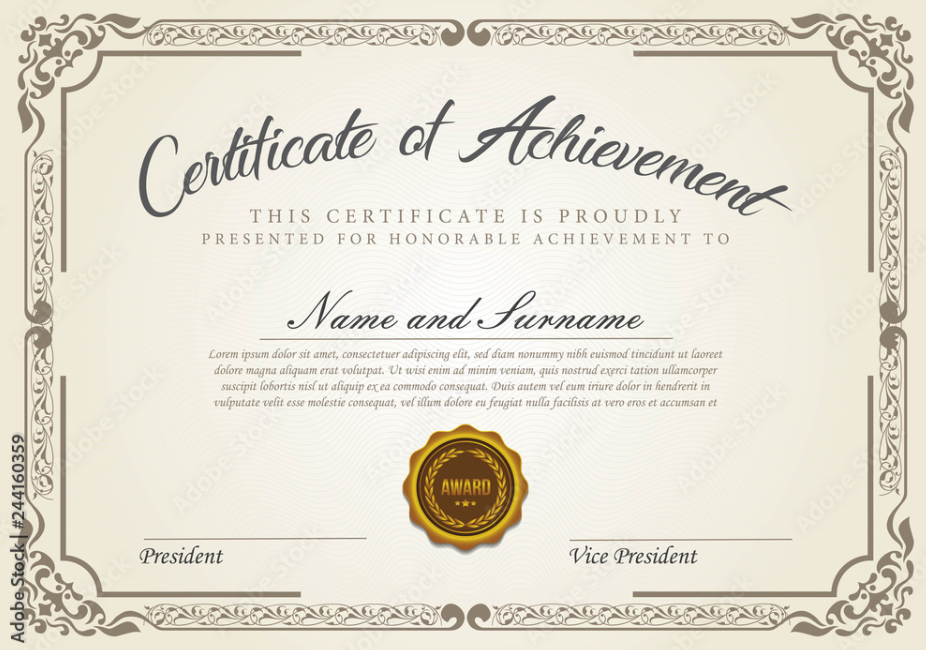 Certificate of Achievement
THIS CERTIFICATE IS PROUDLY
PRESENTED FOR HONORABLE ACHIEVEMENT TO
Name and Surname
Lorem ipsum dolor sit amet, consectetuer adipiscing elit, sed diam nonummy nibh euismod tincidunt ut laoreet
dolore magna aliquam erat volutpat. Ut wisi enim ad minim veniam, quis nostrud exerci tation ullamcorper
suscipit lobortis nisl ut aliquip ex ea commodo consequat. Duis autem vel eum iriure dolor in hendrerit in
vulputate velit esse molestie consequat, vel illum dolore eu feugiat nulla facilisis at vero eros et accumsan et
AWARD
President
Vice President
Adobe Stock | #244160359